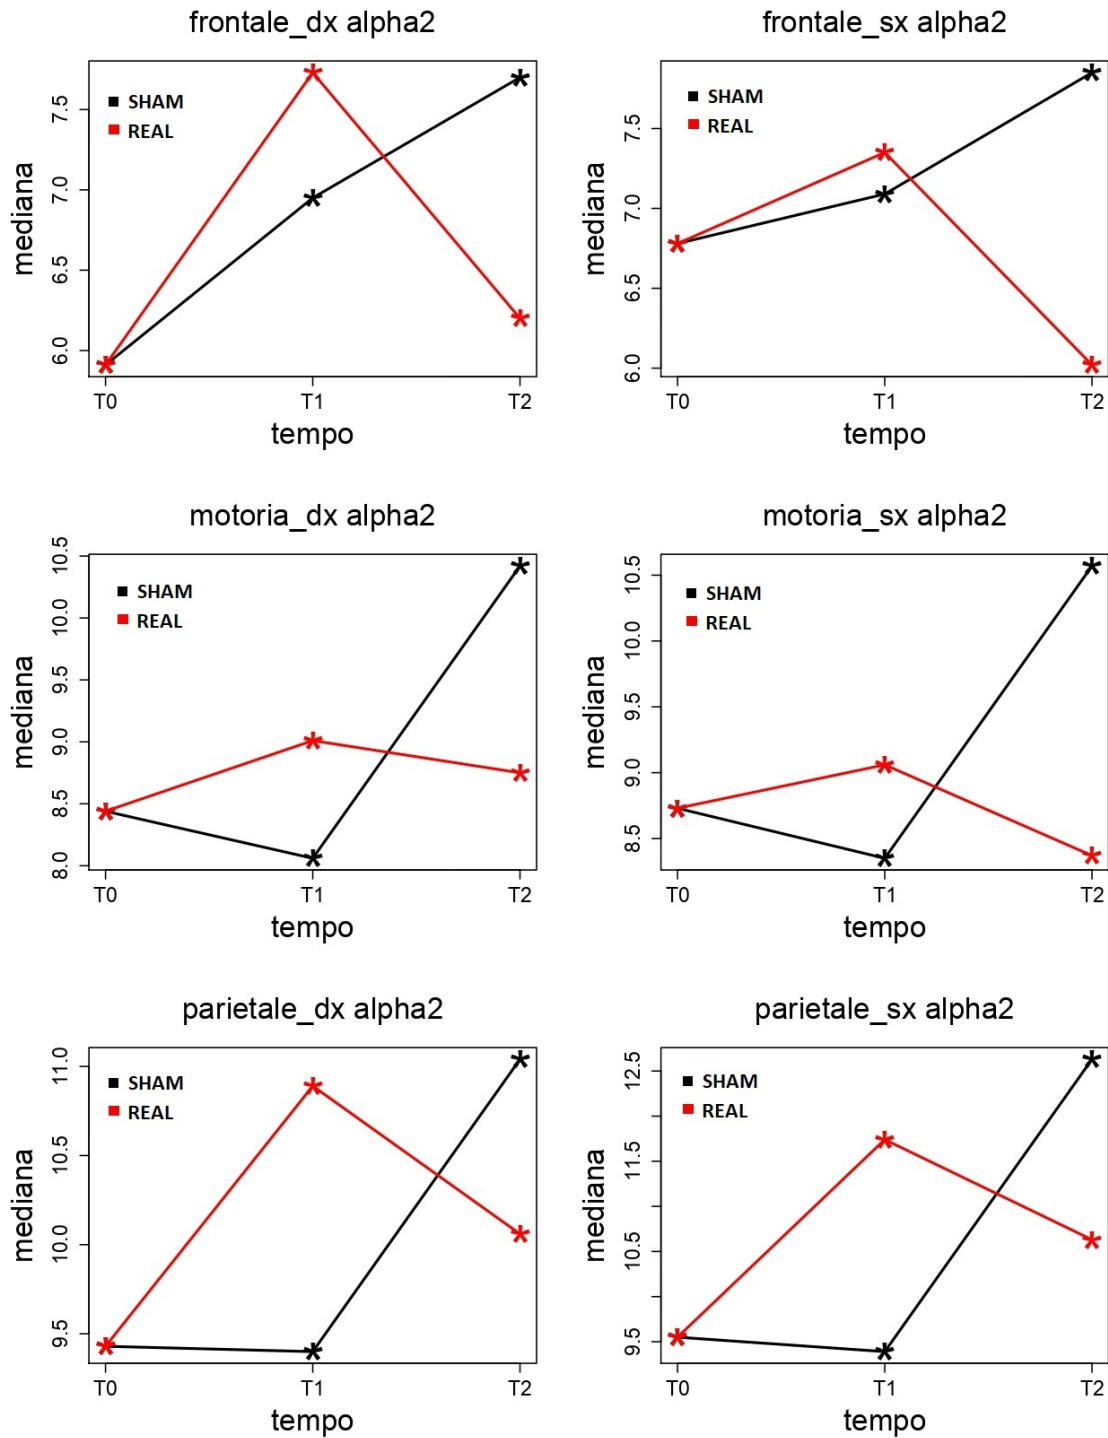 frontale_dx alpha2
SHAM
REAL
mediana
7.5
7.0
6.5
6.0
T0 T1 T2
tempo
frontale_sx alpha2
SHAM
REAL
mediana
7.5
7.0
6.5
6.0
T0 T1 T2
tempo
motoria_dx alpha2
SHAM
REAL
mediana
10.5
10.0
9.5
9.0
8.5
8.0
T0 T1 T2
tempo
motoria_sx alpha2
SHAM
REAL
mediana
10.5
10.0
9.5
9.0
8.5
T0 T1 T2
tempo
parietale_dx alpha2
SHAM
REAL
mediana
11.0
10.5
10.0
9.5
T0 T1 T2
tempo
parietale_sx alpha2
SHAM
REAL
mediana
12.5
11.5
10.5
9.5
T0 T1 T2
tempo